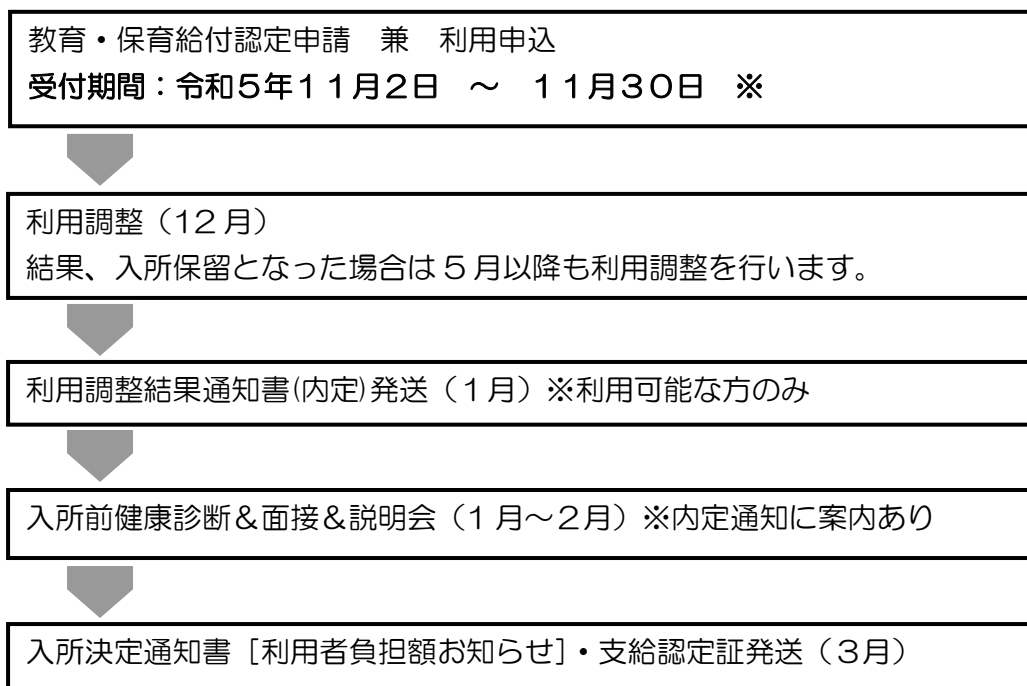 教育・保育給付認定申請　兼　利用申込
受付期間：令和５年１１月２日　～　１１月３０日　※
利用調整（12月）
結果、入所保留となった場合は５月以降も利用調整を行います。
利用調整結果通知書(内定)発送（１月）※利用可能な方のみ
入所前健康診断＆面接＆説明会（１月～２月）※内定通知に案内あり
入所決定通知書［利用者負担額お知らせ］・支給認定証発送（３月）